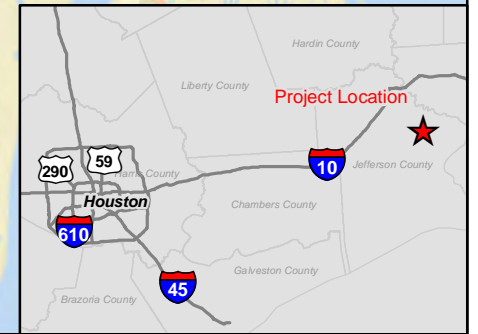 Hardin County
Liberty County
Project Location
59
290
Harris County
10
Jefferson County
Houston
Chambers County
610
Galveston County
45
Brazoria County